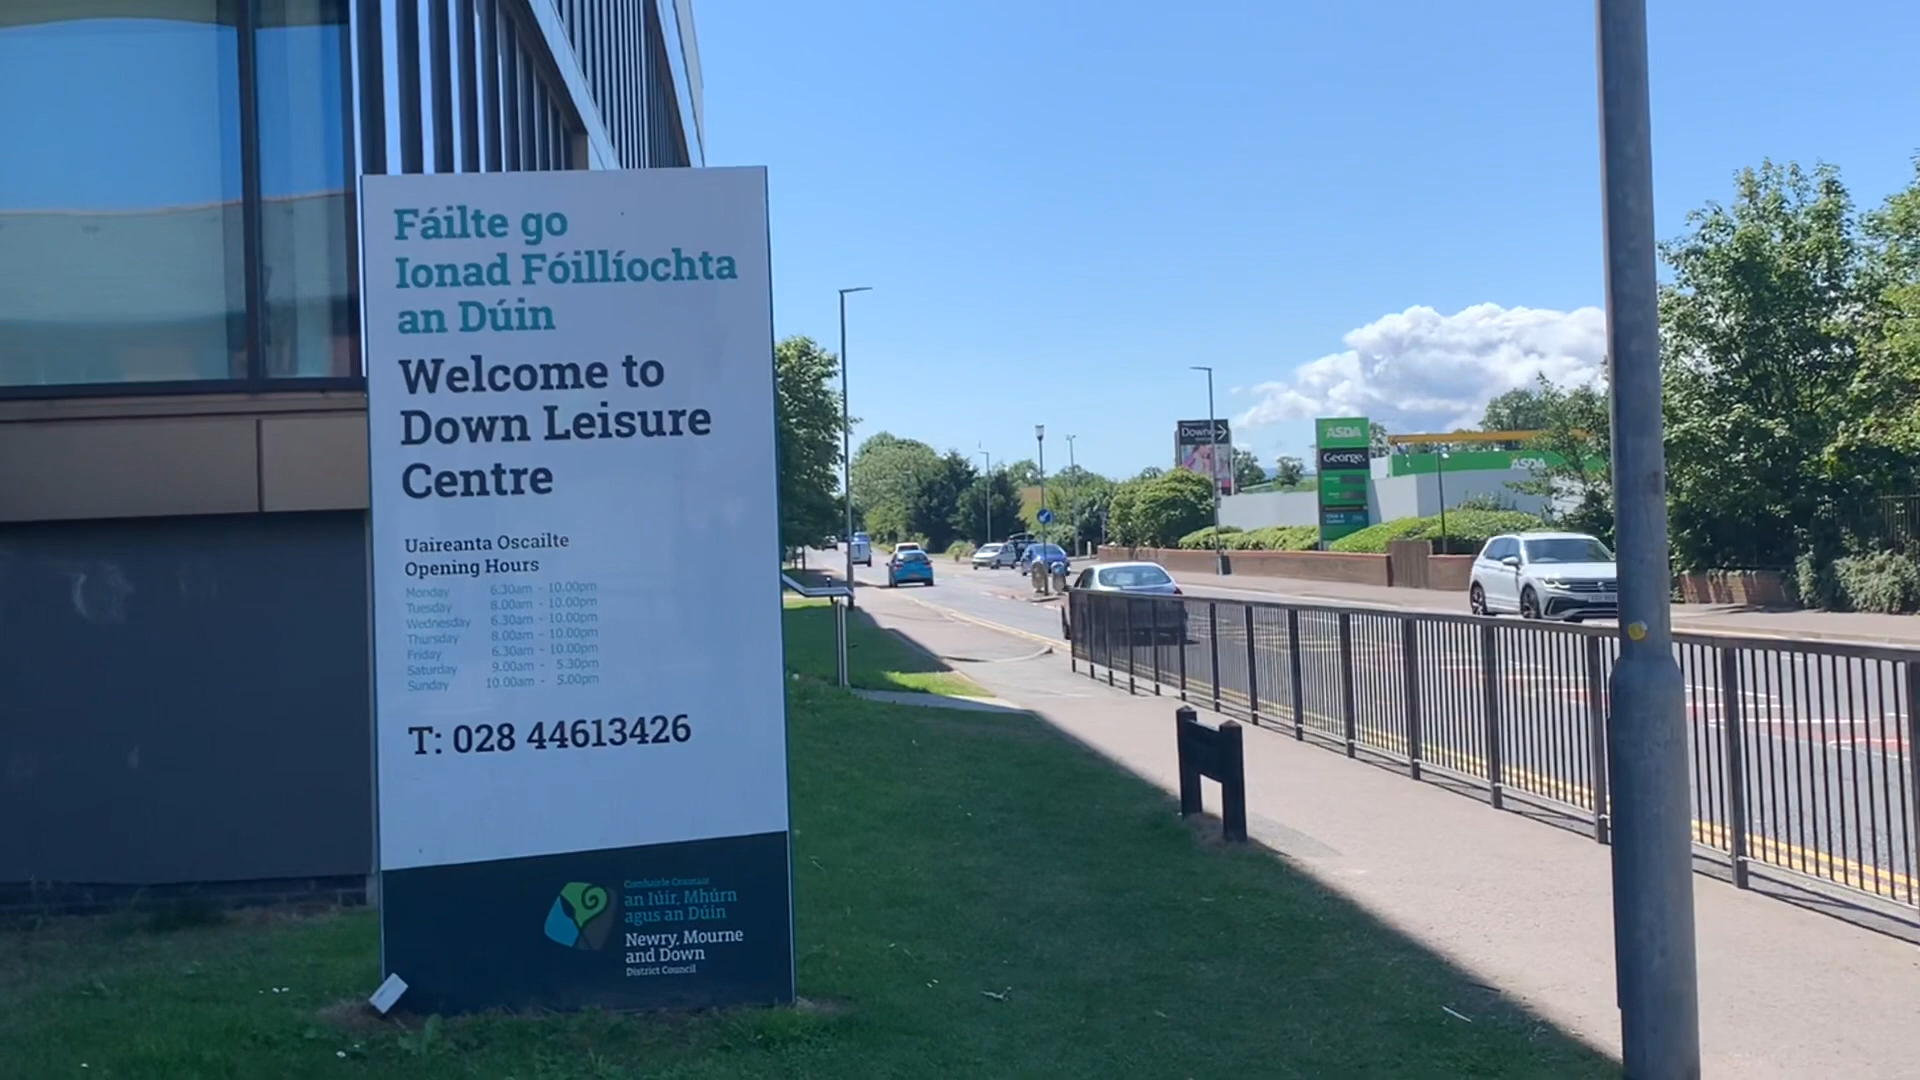 Fáilte go
Ionad Fóillíochta
an Dúin
Welcome to
Down Leisure
Centre
Uaireanta Oscailte
Opening Hours
Monday 6.30am - 10.00pm
Tuesday 8.00am - 10.00pm
Wednesday 6.30am - 10.00pm
Thursday 8.00am - 10.00pm
Friday 6.30am - 10.00pm
Saturday 9.00am - 5.30pm
Sunday 10.00am - 5.00pm
T: 028 44613426
Comhairle Ceantair
an Iúir, Mhúrn
agus an Dúin
Newry, Mourne
and Down
District Council
Down
ASDA
George.
ASDA